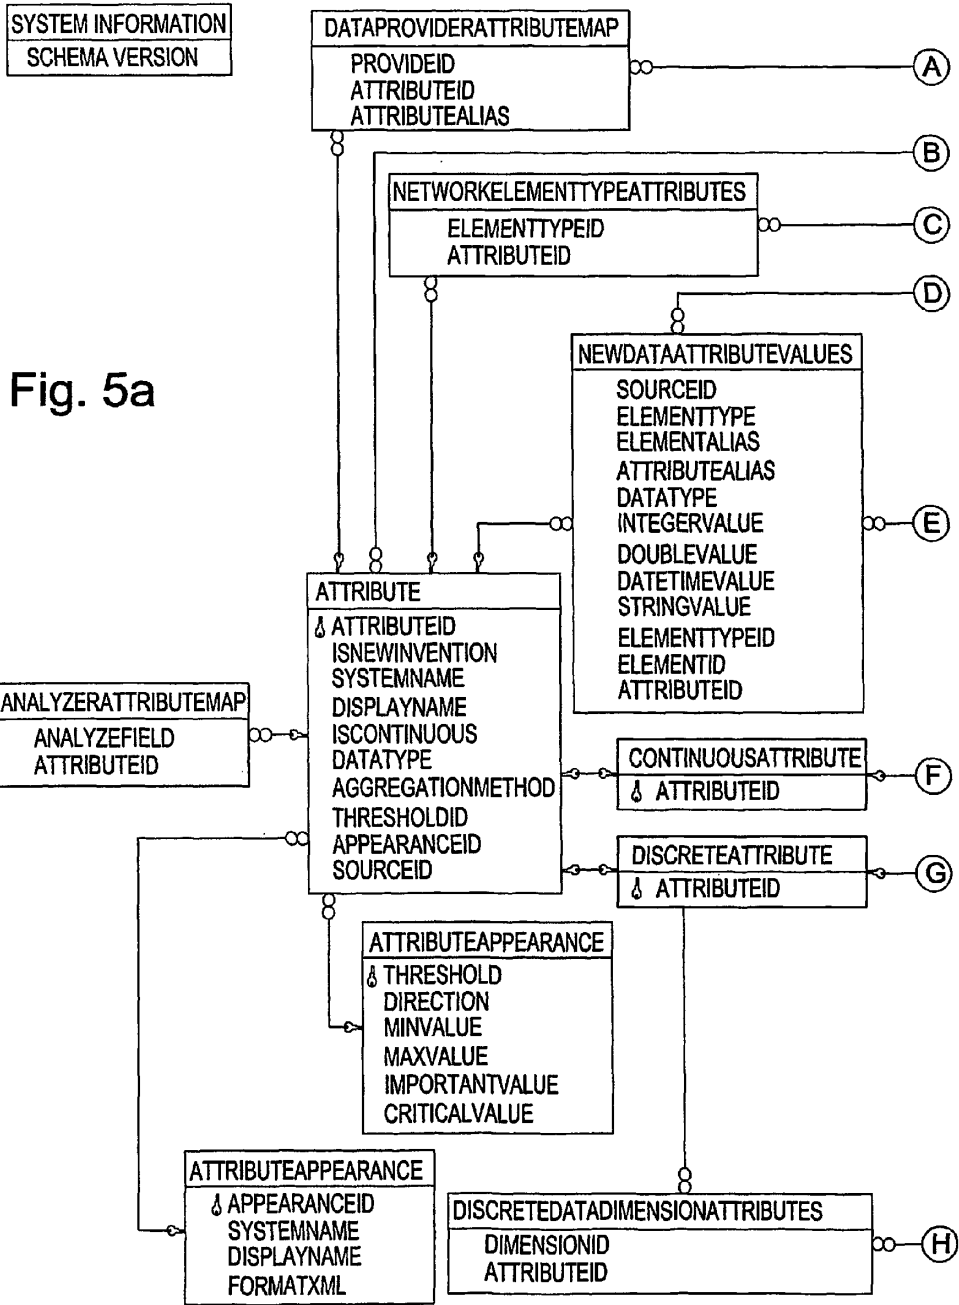 SYSTEM INFORMATION
SCHEMA VERSION
DATAPROVIDERATTRIBUTEMAP
PROVIDEID
ATTRIBUTEID
ATTRIBUTEALIAS
A
B
NETWORKELEMENTTYPEATTRIBUTES
ELEMENTTYPEID
ATTRIBUTEID
C
D
Fig. 5a
NEWDATAATTRIBUTEVALUES
SOURCEID
ELEMENTTYPE
ELEMENTALIAS
ATTRIBUTEALIAS
DATATYPE
INTEGERVALUE
DOUBLEVALUE
DATETIMEVALUE
STRINGVALUE
ELEMENTTYPEID
ELEMENTID
ATTRIBUTEID
E
ATTRIBUTE
ATTRIBUTEID
ISNEWINVENTION
SYSTEMNAME
DISPLAYNAME
ISCONTINUOUS
DATATYPE
AGGREGATIONMETHOD
THRESHOLDID
APPEARANCEID
SOURCEID
ANALYZERATTRIBUTEMAP
ANALYZEFIELD
ATTRIBUTEID
CONTINUOUSATTRIBUTE
ATTRIBUTEID
F
DISCRETEATTRIBUTE
ATTRIBUTEID
G
ATTRIBUTEAPPEARANCE
THRESHOLD
DIRECTION
MINVALUE
MAXVALUE
IMPORTANTVALUE
CRITICALVALUE
ATTRIBUTEAPPEARANCE
APPEARANCEID
SYSTEMNAME
DISPLAYNAME
FORMATXML
DISCRETEDATADIMENSIONATTRIBUTES
DIMENSIONID
ATTRIBUTEID
H